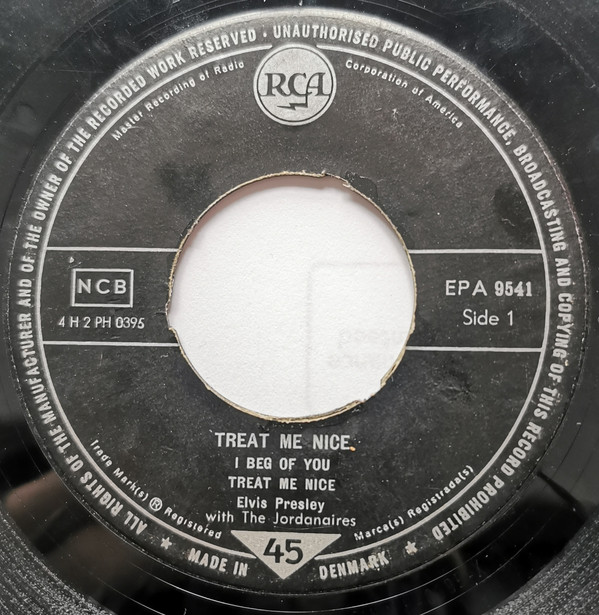 ALL RIGHTS OF THE MANUFACTURER AND OF THE OWNER OF THE RECORDED WORK RESERVED · UNAUTHORISED PUBLIC PERFORMANCE, BROADCASTING AND COPYING OF THIS RECORD PROHIBITED
Master Recording of Radio Corporation of America
RCA
NCB
4 H 2 PH 0395
EPA 9541
Side 1
TREAT ME NICE
I BEG OF YOU
TREAT ME NICE
Elvis Presley
with The Jordanaires
Trade Mark(s) ® Registered
Marca(s) Registrada(s)
45
★ MADE IN DENMARK ★